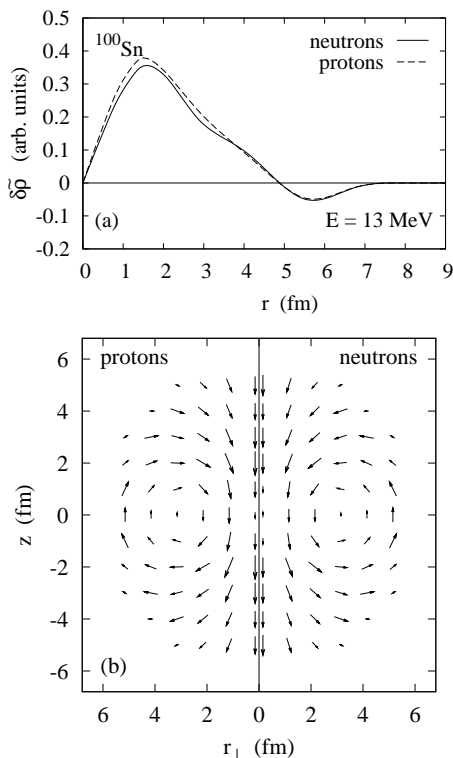 ¹⁰⁰Sn
neutrons
protons
δρ̃ (arb. units)
0.5
0.4
0.3
0.2
0.1
0
-0.1
-0.2
(a)
E = 13 MeV
0 1 2 3 4 5 6 7 8 9
r (fm)
protons neutrons
z (fm)
6
4
2
0
-2
-4
-6
(b)
6 4 2 0 2 4 6
r⊥ (fm)